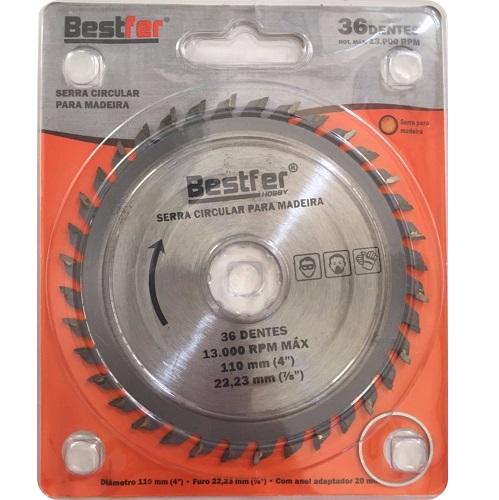 Bestfer
36 DENTES
ROT. MÁX. 13.000 RPM
SERRA CIRCULAR
PARA MADEIRA
Serra para
madeira
Bestfer®
HOBBY
SERRA CIRCULAR PARA MADEIRA
36 DENTES
13.000 RPM MÁX
110 mm (4")
22,23 mm (⅞")
Diâmetro 110 mm (4") • Furo 22,23 mm (⅞") • Com anel adaptador 20 mm